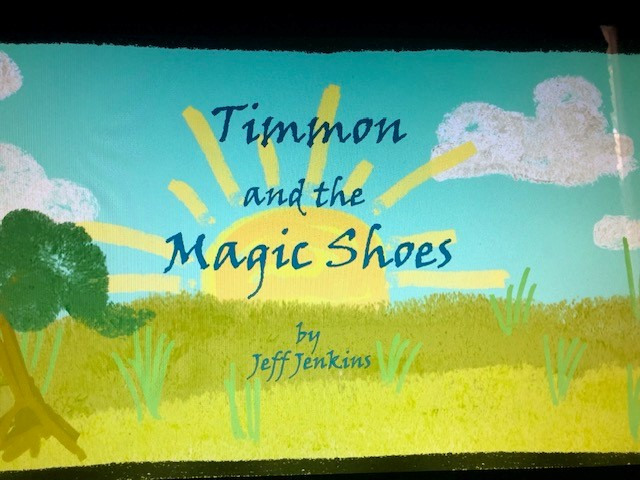 Timmon
and the
Magic Shoes
by
Jeff Jenkins